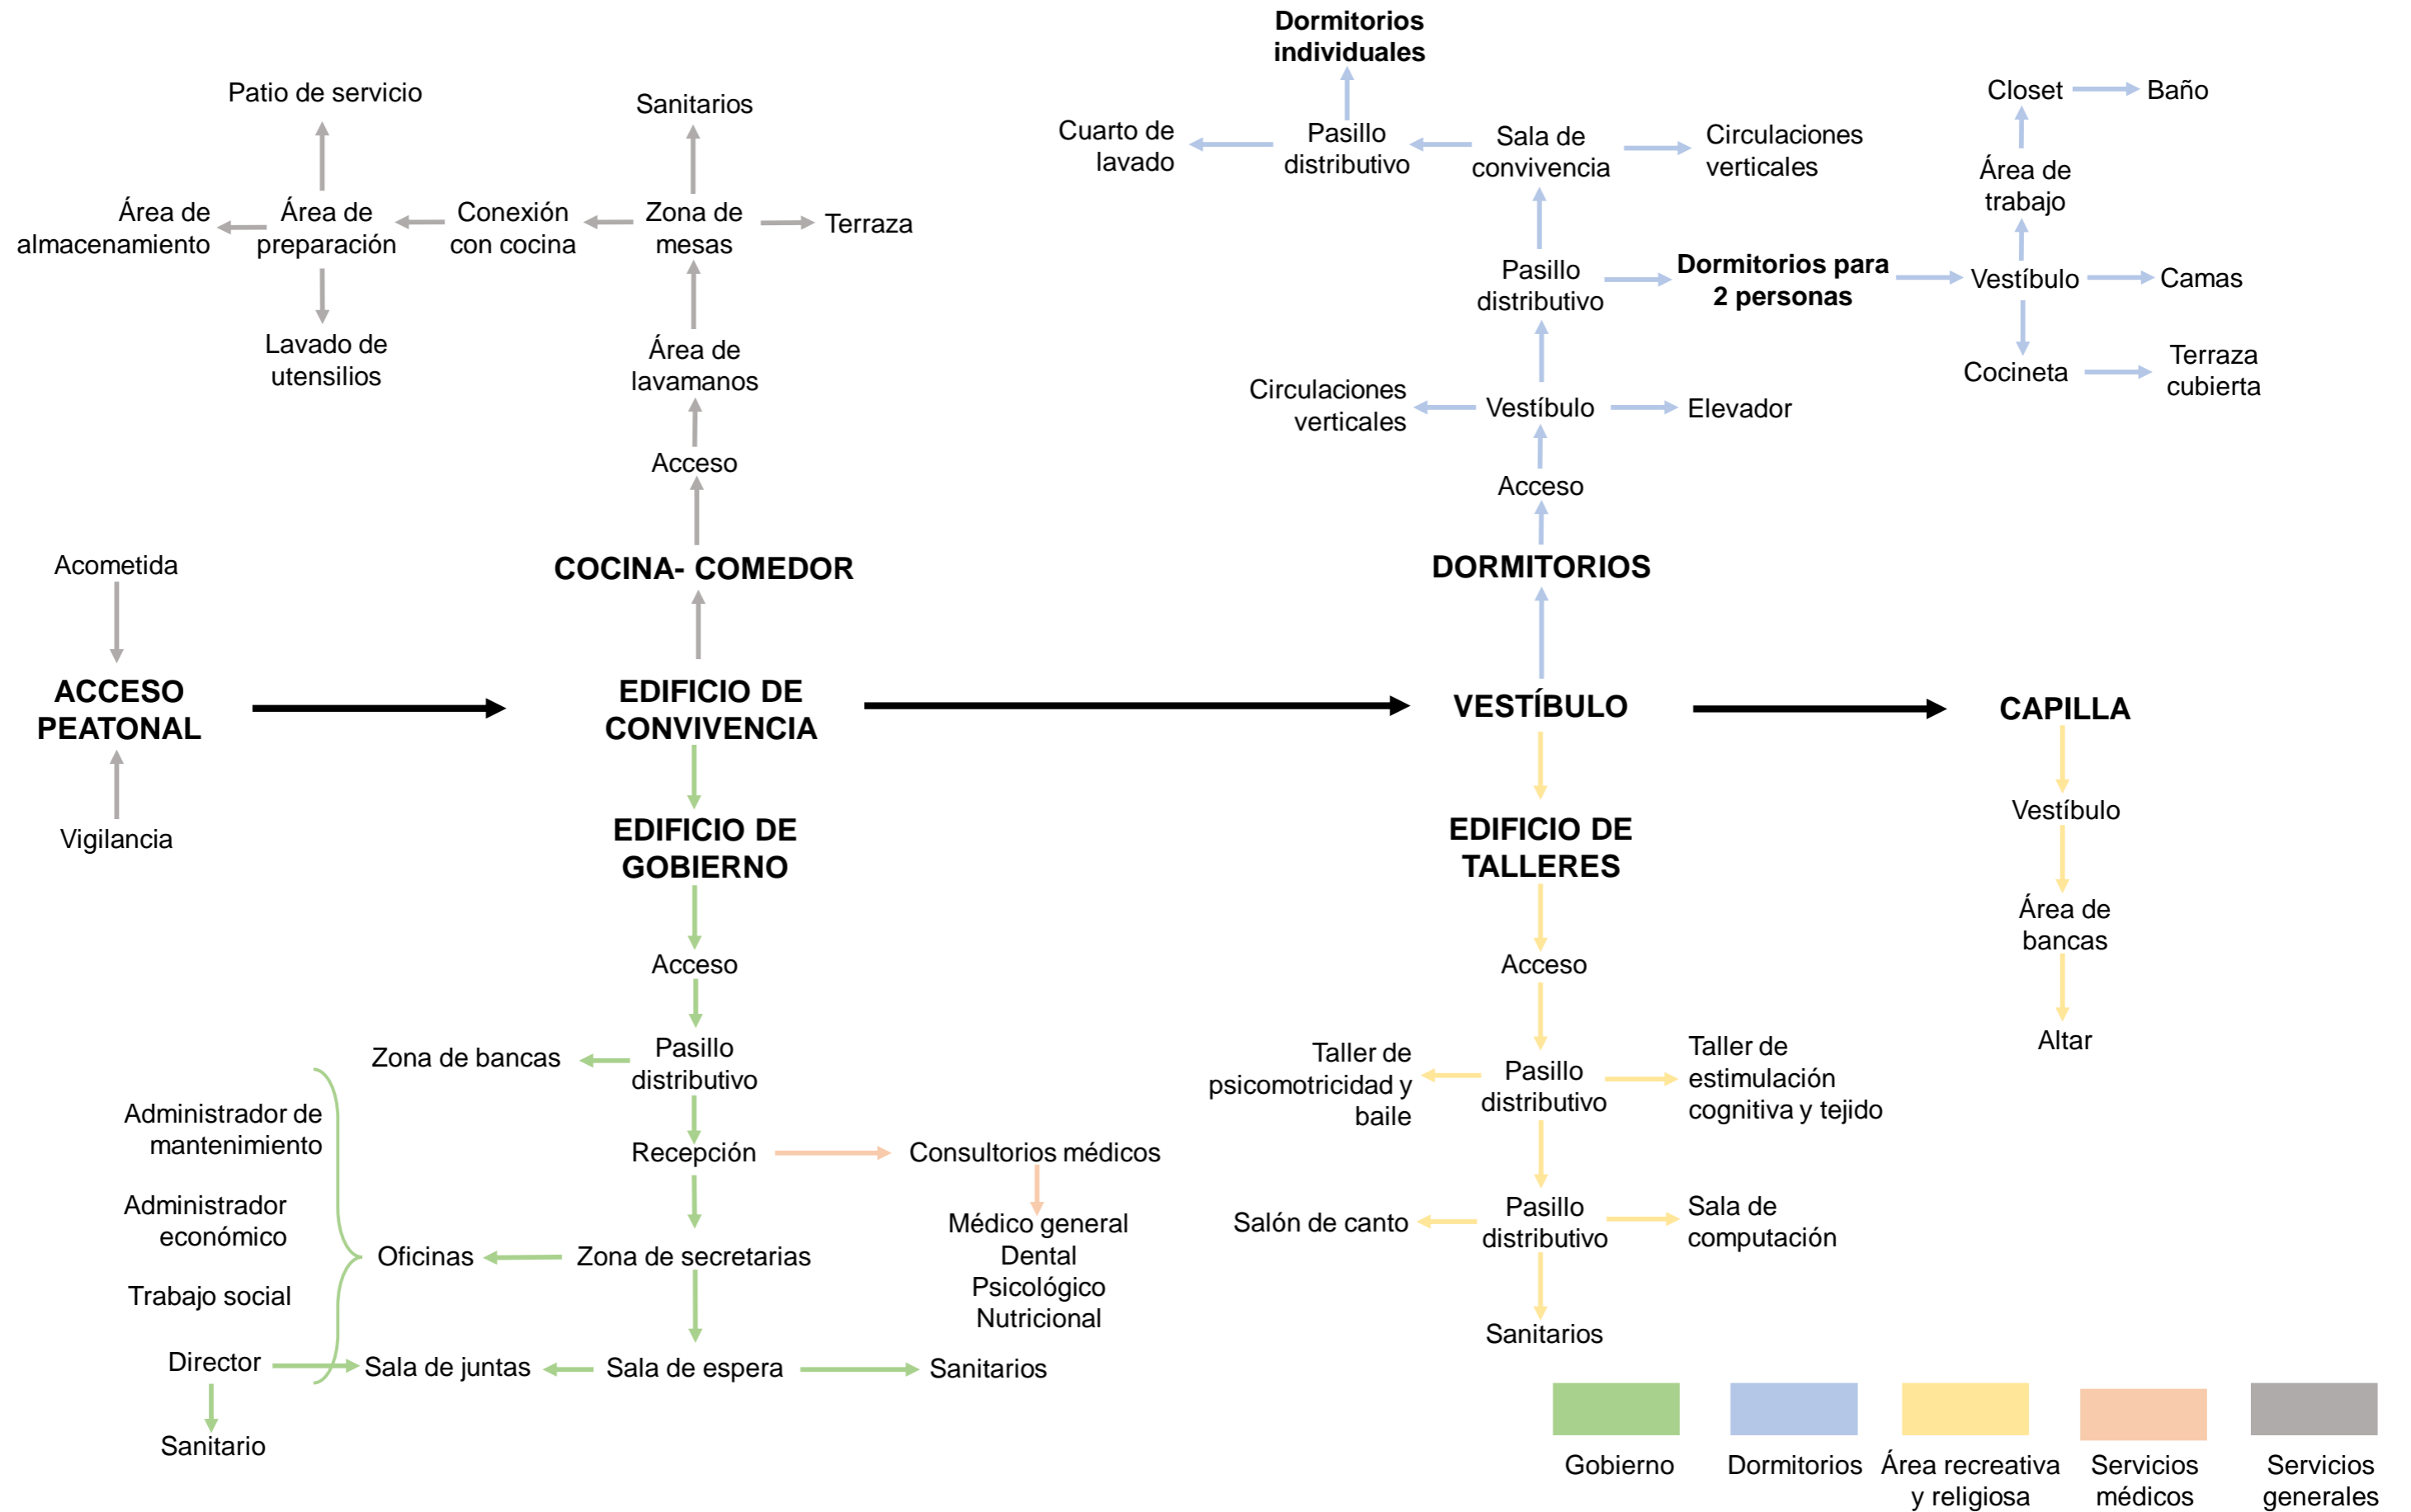 Dormitorios
individuales
Patio de servicio
Sanitarios
Cuarto de
lavado
Pasillo
distributivo
Sala de
convivencia
Circulaciones
verticales
Closet
Baño
Área de
trabajo
Área de
almacenamiento
Área de
preparación
Conexión
con cocina
Zona de
mesas
Terraza
Pasillo
distributivo
Dormitorios para
2 personas
Vestíbulo
Camas
Lavado de
utensilios
Área de
lavamanos
Cocineta
Terraza
cubierta
Circulaciones
verticales
Vestíbulo
Elevador
Acceso
Acceso
Acometida
COCINA- COMEDOR
DORMITORIOS
ACCESO
PEATONAL
EDIFICIO DE
CONVIVENCIA
VESTÍBULO
CAPILLA
Vigilancia
EDIFICIO DE
GOBIERNO
EDIFICIO DE
TALLERES
Vestíbulo
Área de
bancas
Altar
Acceso
Acceso
Zona de bancas
Pasillo
distributivo
Taller de
psicomotricidad y
baile
Pasillo
distributivo
Taller de
estimulación
cognitiva y tejido
Administrador de
mantenimiento
Recepción
Consultorios médicos
Médico general
Dental
Psicológico
Nutricional
Administrador
económico
Oficinas
Zona de secretarias
Salón de canto
Pasillo
distributivo
Sala de
computación
Trabajo social
Director
Sala de juntas
Sala de espera
Sanitarios
Sanitarios
Sanitario
Gobierno
Dormitorios
Área recreativa
y religiosa
Servicios
médicos
Servicios
generales